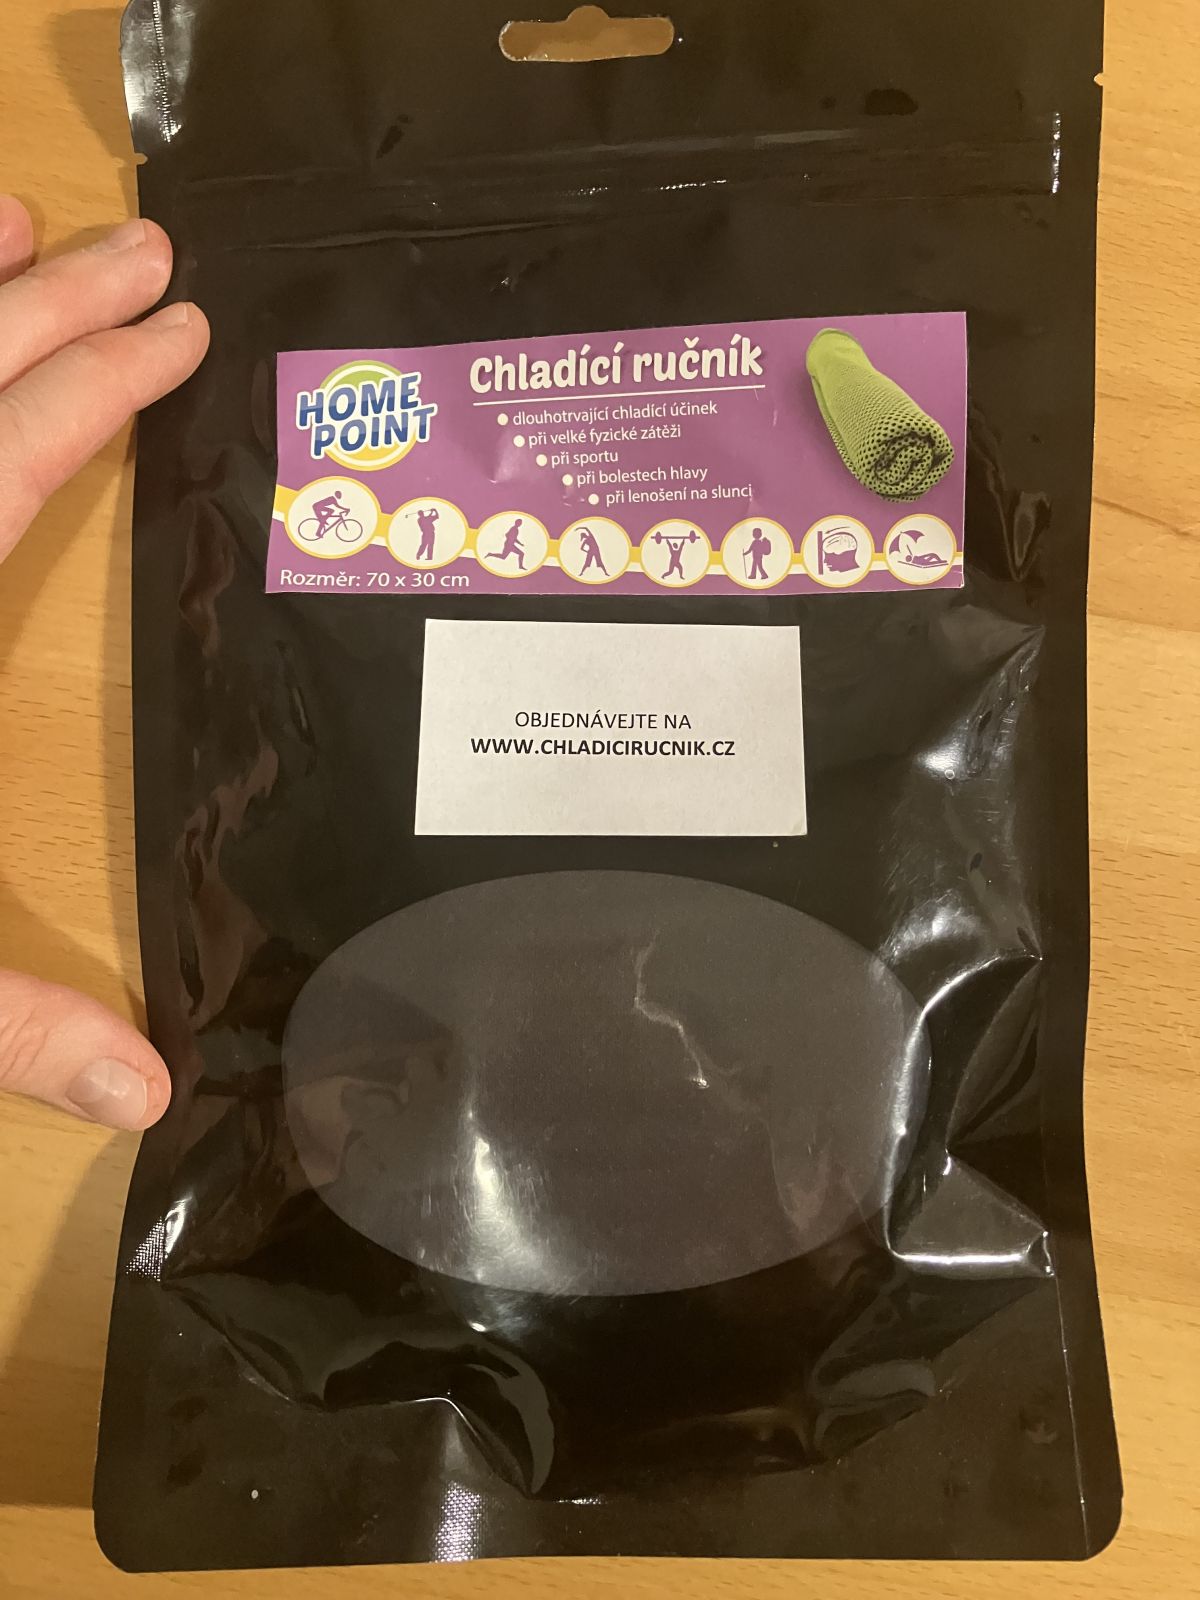 HOME
POINT
Chladící ručník
● dlouhotrvající chladící účinek
● při velké fyzické zátěži
● při sportu
● při bolestech hlavy
● při lenošení na slunci
Rozměr: 70 x 30 cm
OBJEDNÁVEJTE NA
WWW.CHLADICIRUCNIK.CZ